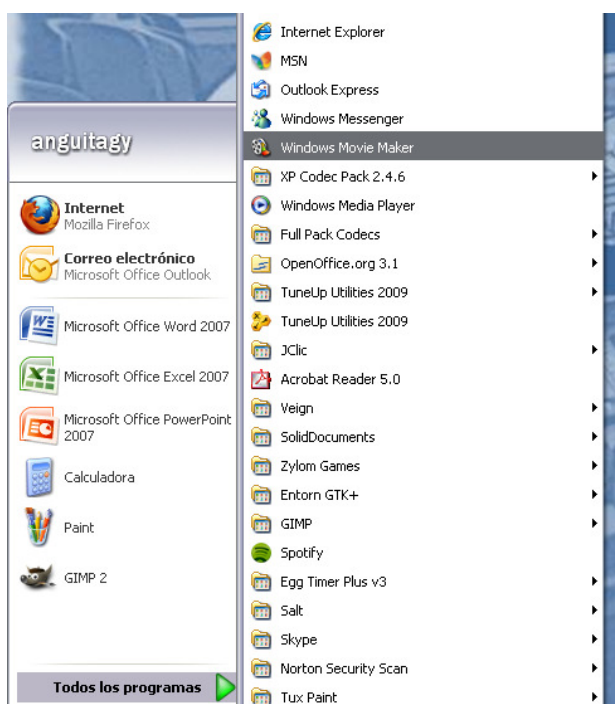 anguitagy
Internet
Mozilla Firefox
Correo electrónico
Microsoft Office Outlook
Microsoft Office Word 2007
Microsoft Office Excel 2007
Microsoft Office PowerPoint
2007
Calculadora
Paint
GIMP 2
Todos los programas
Internet Explorer
MSN
Outlook Express
Windows Messenger
Windows Movie Maker
XP Codec Pack 2.4.6
Windows Media Player
Full Pack Codecs
OpenOffice.org 3.1
TuneUp Utilities 2009
TuneUp Utilities 2009
JClic
Acrobat Reader 5.0
Veign
SolidDocuments
Zylom Games
Entorn GTK+
GIMP
Spotify
Egg Timer Plus v3
Salt
Skype
Norton Security Scan
Tux Paint